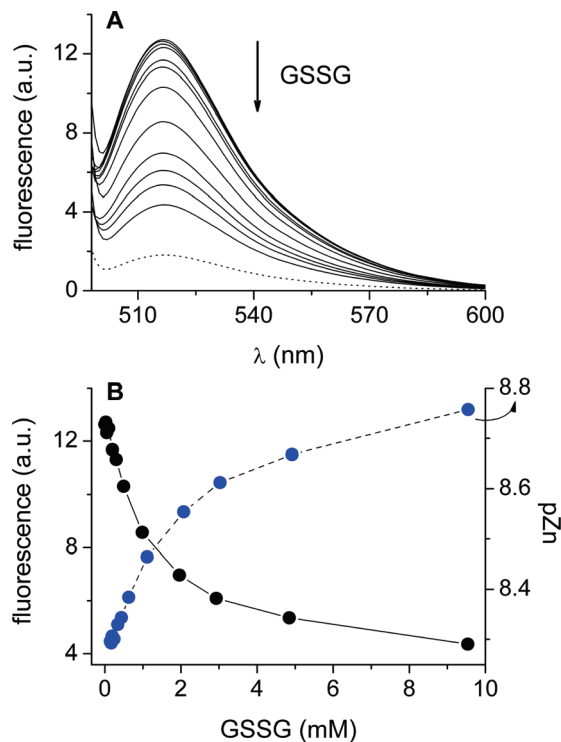 A
fluorescence (a.u.)
12
8
4
0
GSSG
510 540 570 600
λ (nm)
B
fluorescence (a.u.)
12
8
4
8.8
8.6
8.4
pZn
0 2 4 6 8 10
GSSG (mM)